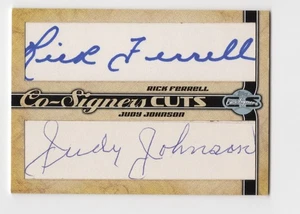 Rick Ferrell
RICK FERRELL
Co-Signers CUTS
JUDY JOHNSON
Judy Johnson